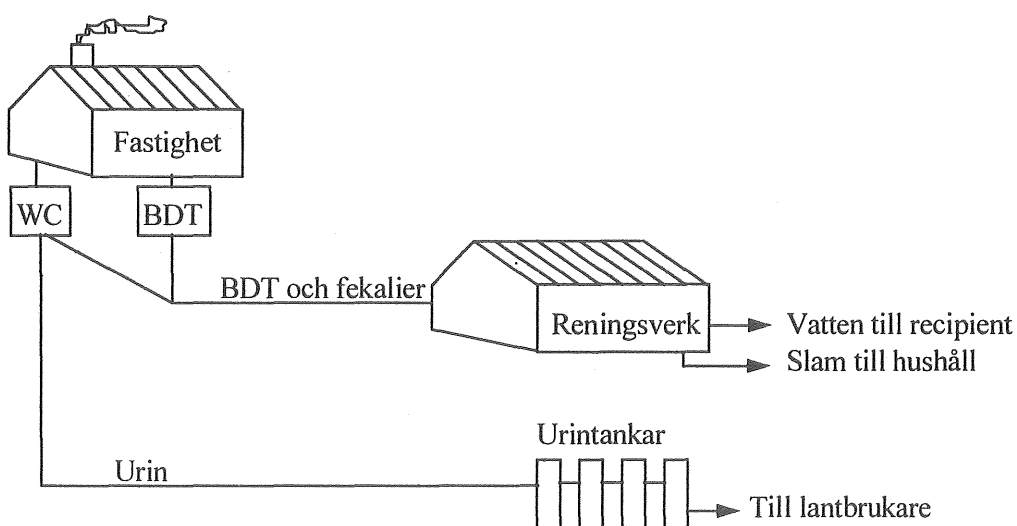 Fastighet
WC
BDT
BDT och fekalier
Reningsverk
Vatten till recipient
Slam till hushåll
Urintankar
Urin
Till lantbrukare